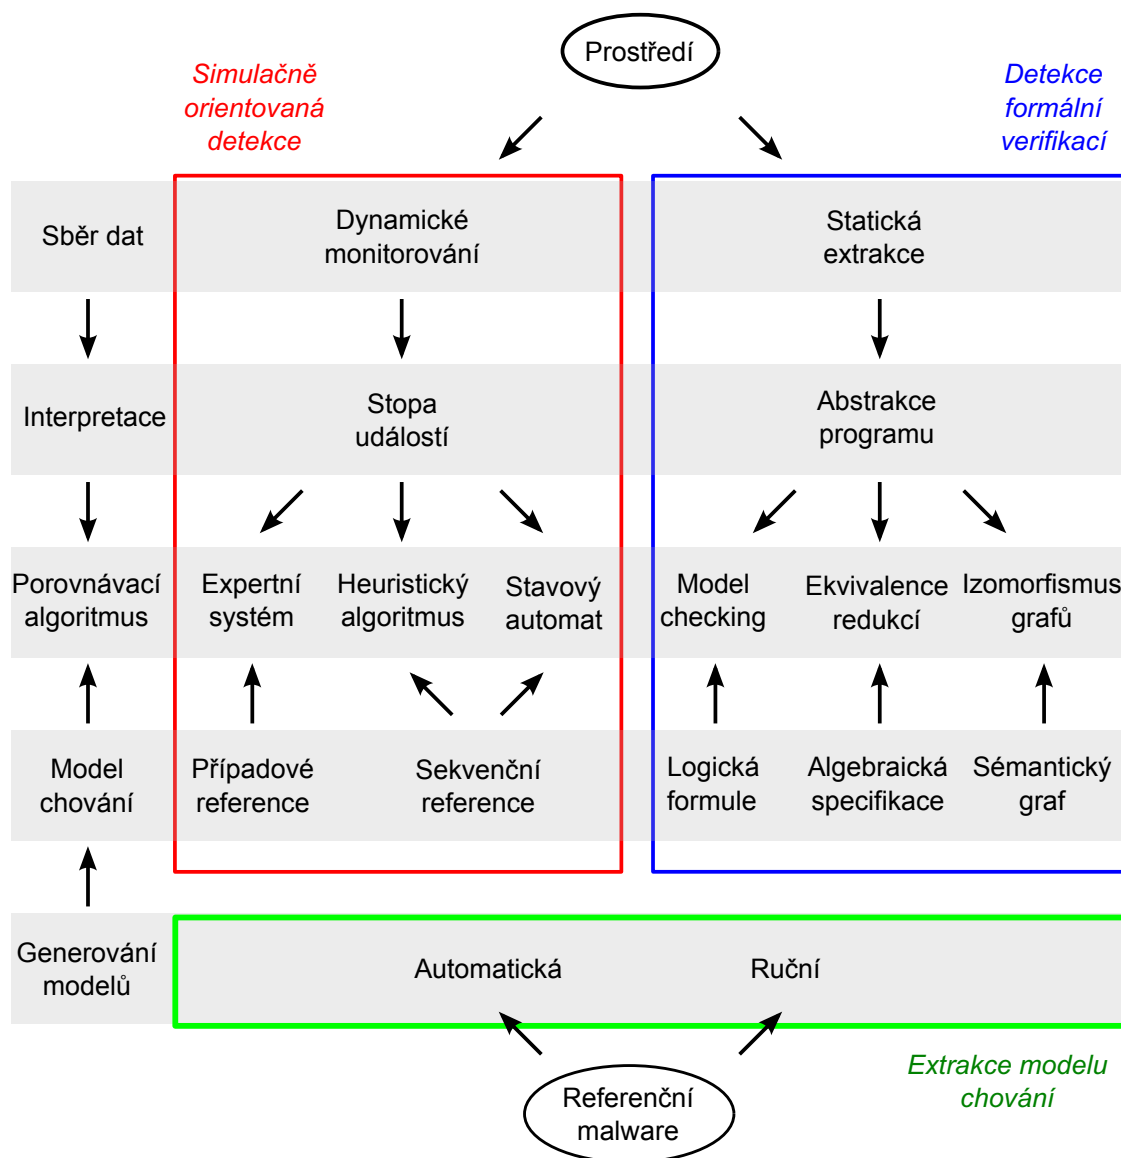 Prostředí
Simulačně
orientovaná
detekce
Detekce
formální
verifikací
Sběr dat
Dynamické
monitorování
Statická
extrakce
Interpretace
Stopa
událostí
Abstrakce
programu
Porovnávací
algoritmus
Expertní
systém
Heuristický
algoritmus
Stavový
automat
Model
checking
Ekvivalence
redukcí
Izomorfismus
grafů
Model
chování
Případové
reference
Sekvenční
reference
Logická
formule
Algebraická
specifikace
Sémantický
graf
Generování
modelů
Automatická
Ruční
Extrakce modelu
chování
Referenční
malware